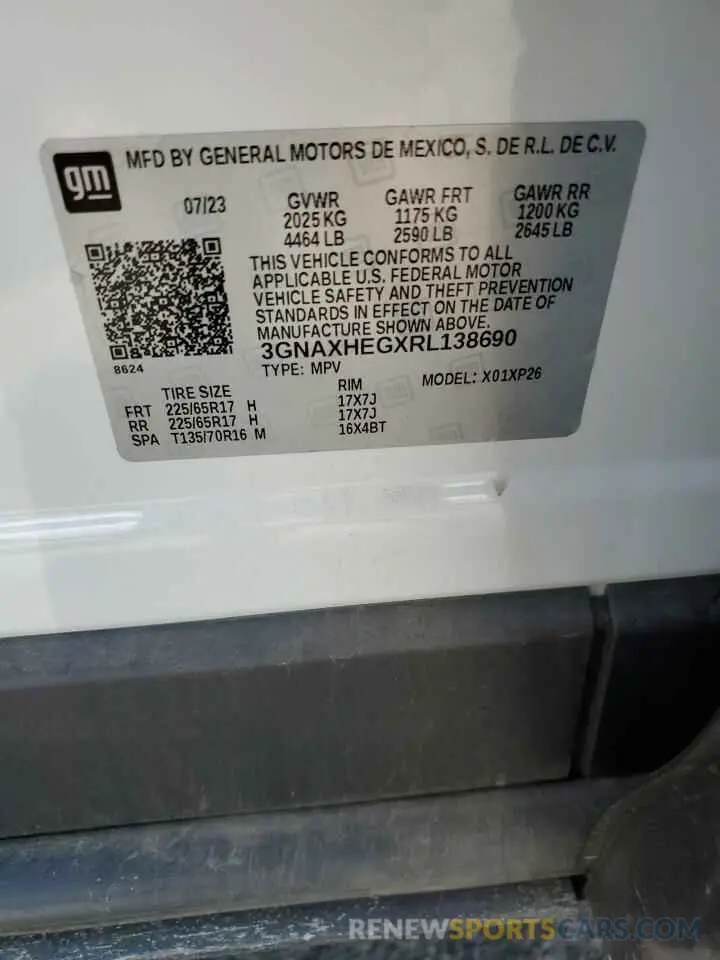 gm
MFD BY GENERAL MOTORS DE MEXICO, S. DE R.L. DE C.V.
07/23
GVWR GAWR FRT GAWR RR
2025 KG 1175 KG 1200 KG
4464 LB 2590 LB 2645 LB
THIS VEHICLE CONFORMS TO ALL
APPLICABLE U.S. FEDERAL MOTOR
VEHICLE SAFETY AND THEFT PREVENTION
STANDARDS IN EFFECT ON THE DATE OF
MANUFACTURE SHOWN ABOVE.
3GNAXHEGXRL138690
8624
TYPE: MPV MODEL: X01XP26
TIRE SIZE RIM
FRT 225/65R17 H 17X7J
RR 225/65R17 H 17X7J
SPA T135/70R16 M 16X4BT
RENEWSPORTSCARS.COM